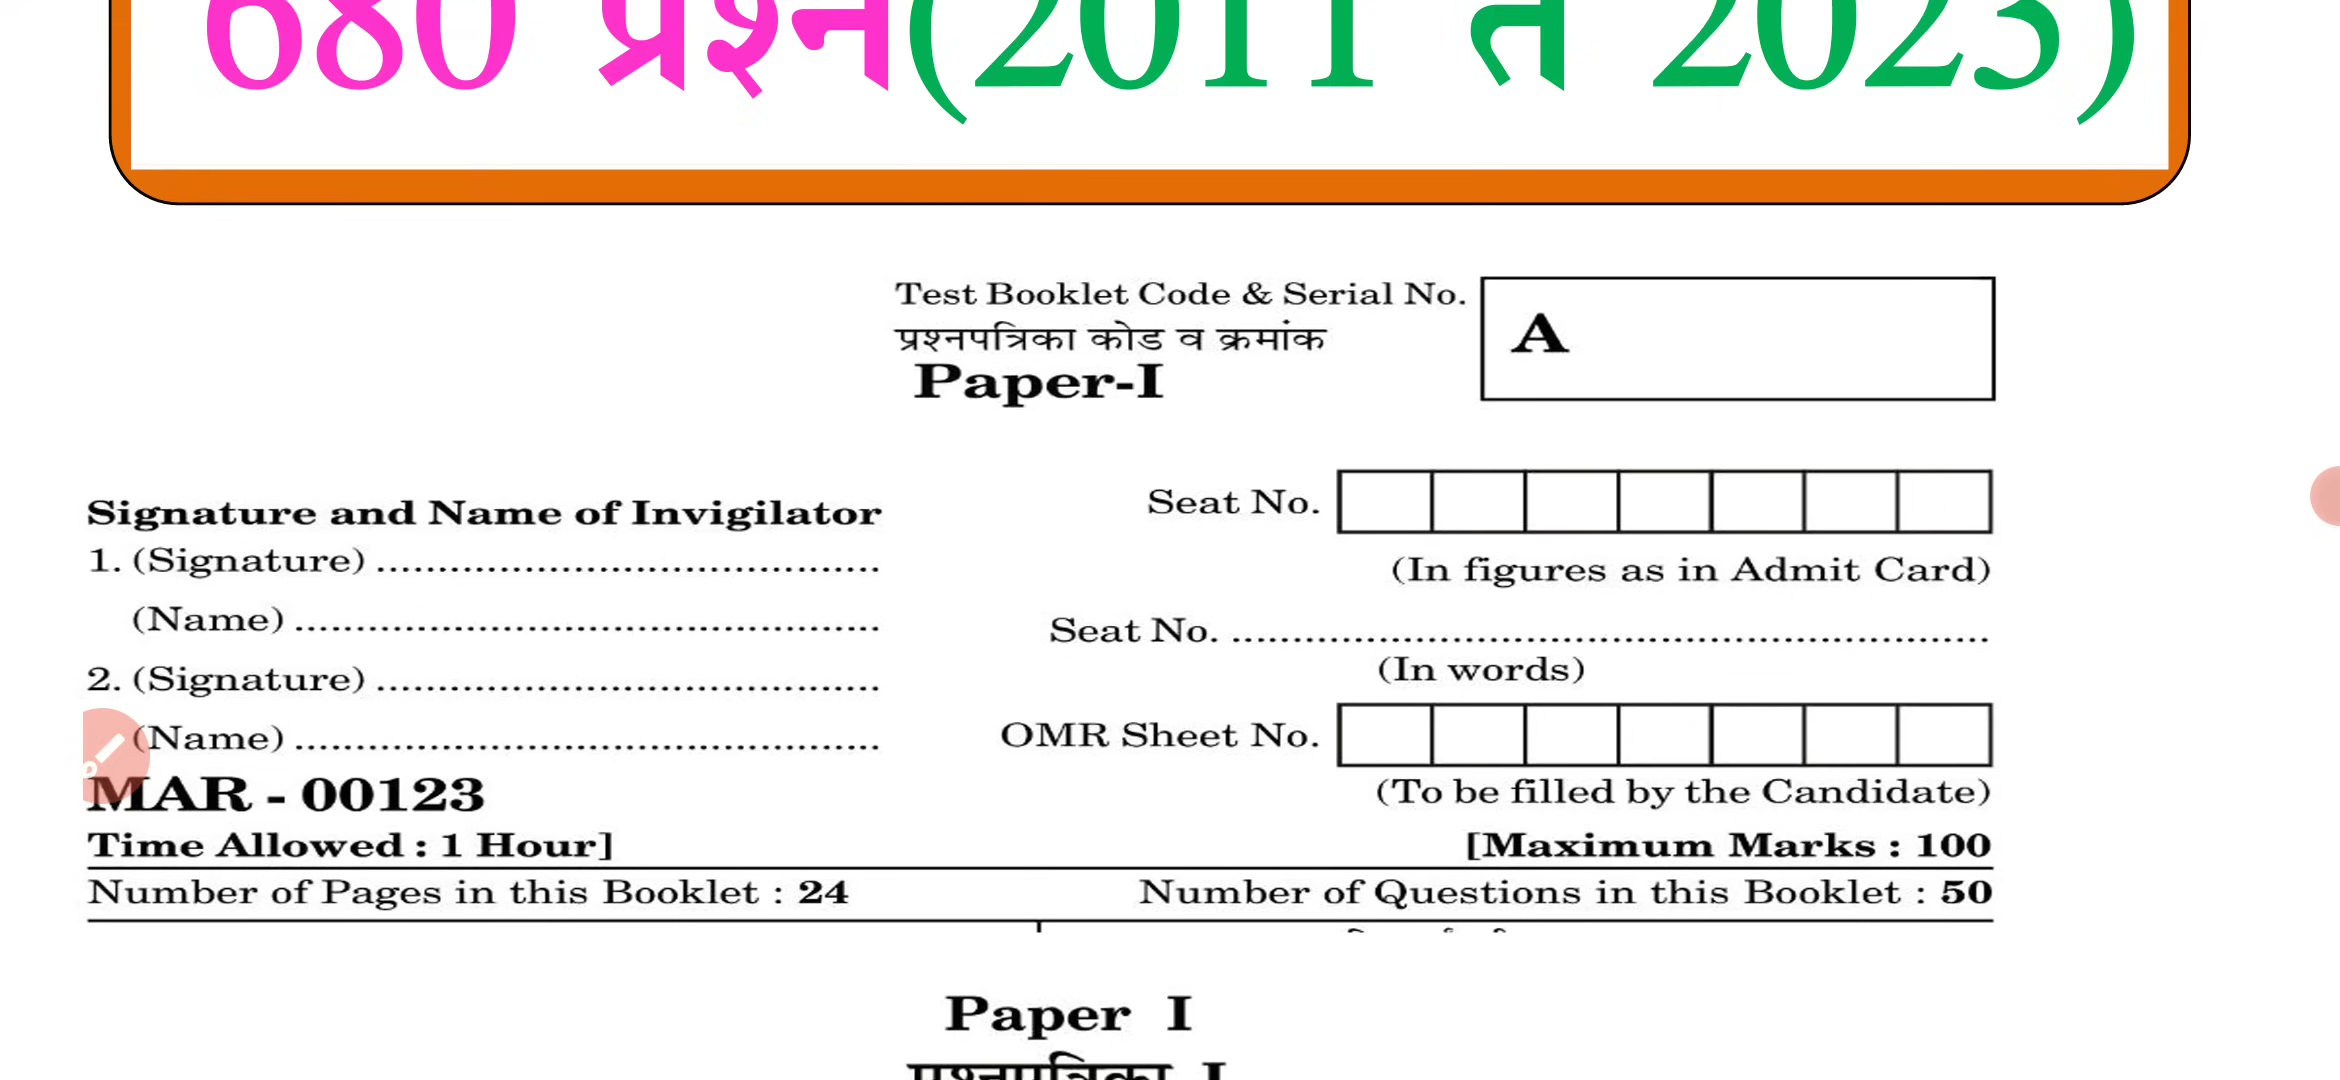 680 प्रश्न(2011 ते 2023)
Test Booklet Code & Serial No.
प्रश्नपत्रिका कोड व क्रमांक
A
Paper-I
Signature and Name of Invigilator
1. (Signature) ........................................
(Name) ...............................................
2. (Signature) ........................................
(Name) ...............................................
Seat No.
(In figures as in Admit Card)
Seat No. .............................................................
(In words)
OMR Sheet No.
(To be filled by the Candidate)
MAR - 00123
Time Allowed : 1 Hour] [Maximum Marks : 100
Number of Pages in this Booklet : 24 Number of Questions in this Booklet : 50
Paper I
प्रश्नपत्रिका I